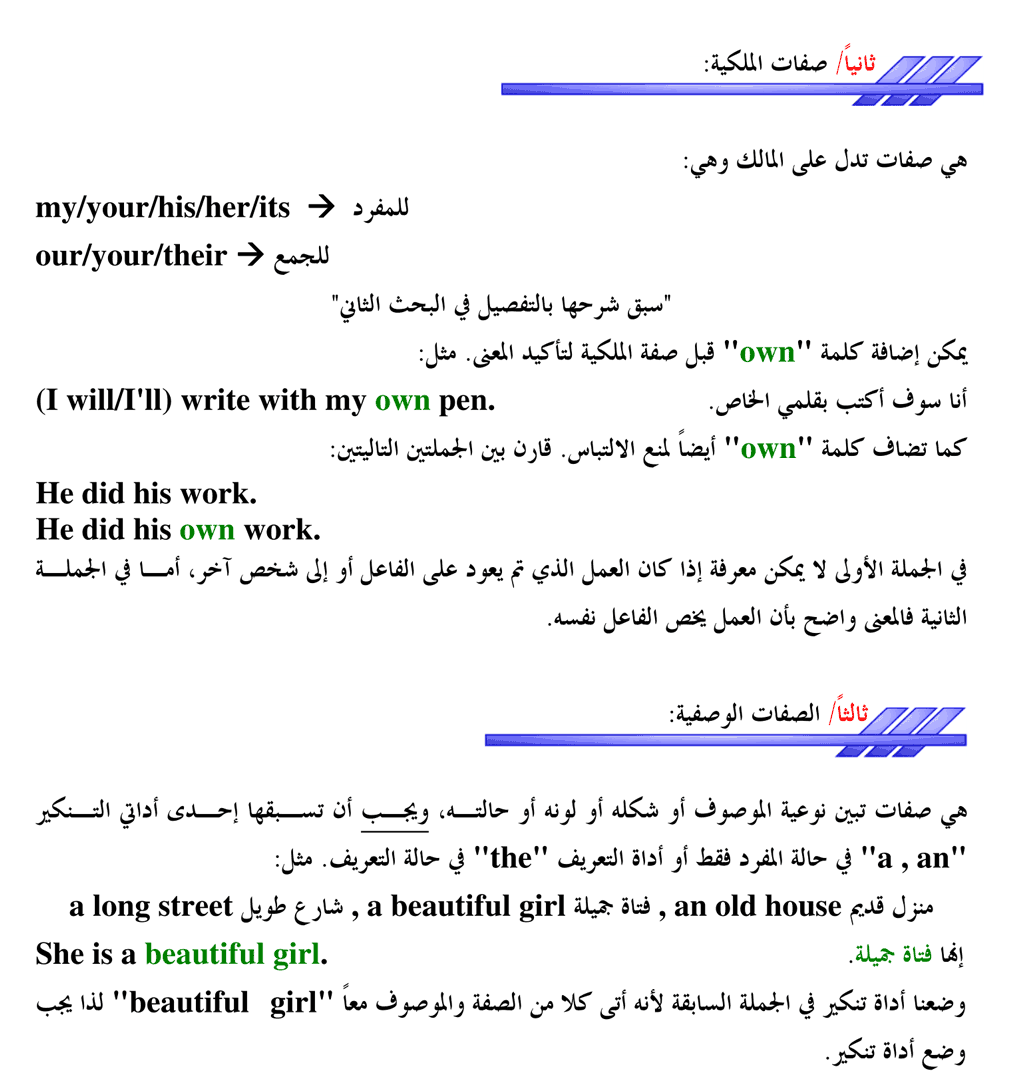 ثانياً/ صفات الملكية:
هي صفات تدل على المالك وهي:
my/your/his/her/its → للمفرد
our/your/their → للجمع
"سبق شرحها بالتفصيل في البحث الثاني"
يمكن إضافة كلمة "own" قبل صفة الملكية لتأكيد المعنى. مثل:
أنا سوف أكتب بقلمي الخاص. (I will/I'll) write with my own pen.
كما تضاف كلمة "own" أيضاً لمنع الالتباس. قارن بين الجملتين التاليتين:
He did his work.
He did his own work.
في الجملة الأولى لا يمكن معرفة إذا كان العمل الذي تم يعود على الفاعل أو إلى شخص آخر، أما في الجملة
الثانية فالمعنى واضح بأن العمل يخص الفاعل نفسه.
ثالثاً/ الصفات الوصفية:
هي صفات تبين نوعية الموصوف أو شكله أو لونه أو حالته، ويجب أن تسبقها إحدى أداتي التنكير
"a , an" في حالة المفرد فقط أو أداة التعريف "the" في حالة التعريف. مثل:
منزل قديم an old house , فتاة جميلة a beautiful girl , شارع طويل a long street
إنها فتاة جميلة. She is a beautiful girl.
وضعنا أداة تنكير في الجملة السابقة لأنه أتى كلا من الصفة والموصوف معاً "beautiful girl" لذا يجب
وضع أداة تنكير.